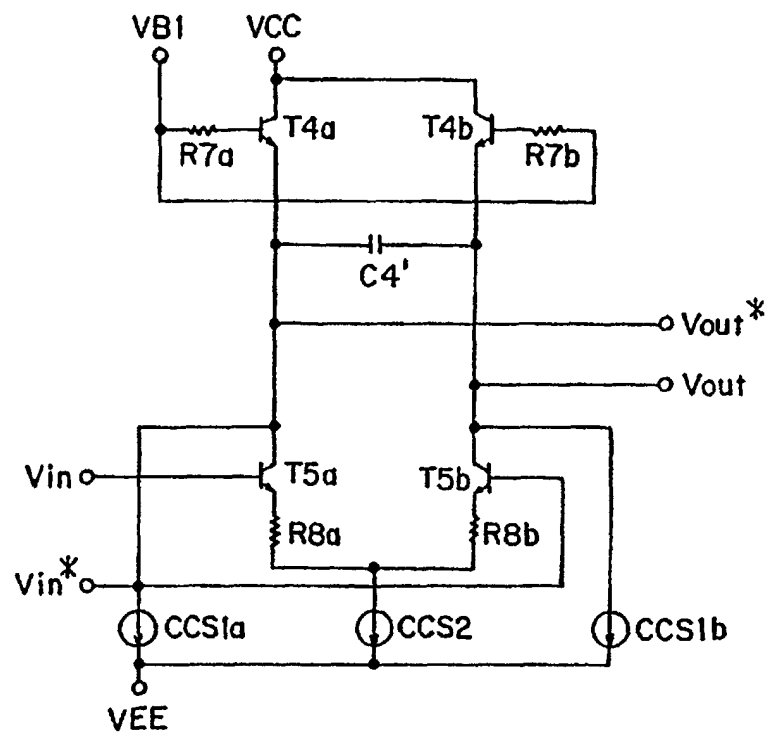 VB1 VCC
T4a T4b
R7a R7b
C4'
Vout*
Vout
Vin T5a T5b
R8a R8b
Vin*
CCS1a CCS2 CCS1b
VEE